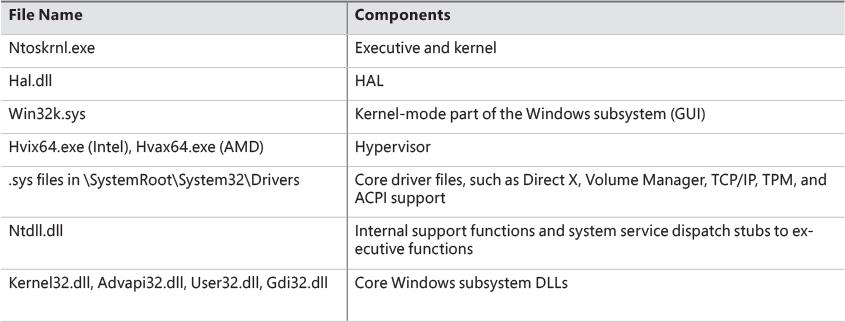 File Name Components
Ntoskrnl.exe Executive and kernel
Hal.dll HAL
Win32k.sys Kernel-mode part of the Windows subsystem (GUI)
Hvix64.exe (Intel), Hvax64.exe (AMD) Hypervisor
.sys files in \SystemRoot\System32\Drivers Core driver files, such as Direct X, Volume Manager, TCP/IP, TPM, and
ACPI support
Ntdll.dll Internal support functions and system service dispatch stubs to ex-
ecutive functions
Kernel32.dll, Advapi32.dll, User32.dll, Gdi32.dll Core Windows subsystem DLLs